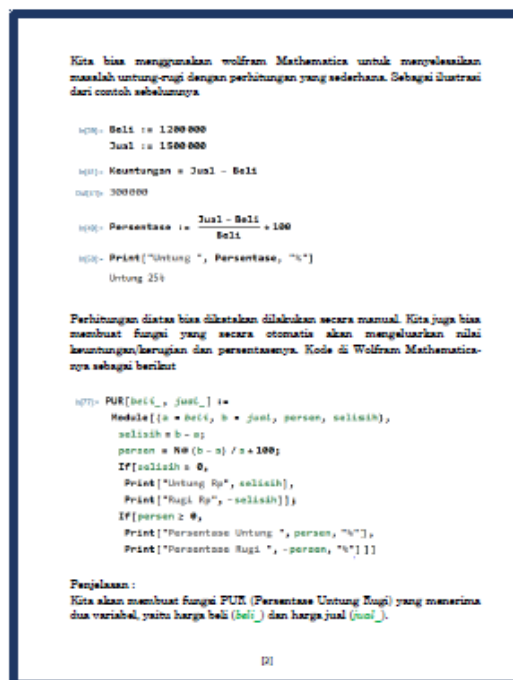 Kita bisa menggunakan wolfram Mathematica untuk menyelesaikan
masalah untung-rugi dengan perhitungan yang sederhana. Sebagai ilustrasi
dari contoh sebelumnya
Beli := 1200000
Jual := 1500000
Keuntungan = Jual - Beli
300000
Persentase := (Jual - Beli)/Beli * 100
Print["Untung ", Persentase, "%"]
Untung 25%
Perhitungan diatas bisa dikatakan dilakukan secara manual. Kita juga bisa
membuat fungsi yang secara otomatis akan mengeluarkan nilai
keuntungan/kerugian dan persentasenya. Kode di Wolfram Mathematica-
nya sebagai berikut
In[77]:= PUR[beli_, jual_] :=
Module[{a = beli, b = jual, persen, selisih},
selisih = b - a;
persen = N@(b - a) / a * 100;
If[selisih ≥ 0,
Print["Untung Rp", selisih],
Print["Rugi Rp", -selisih]];
If[persen ≥ 0,
Print["Persentase Untung ", persen, "%"],
Print["Persentase Rugi ", -persen, "%"]]]
Penjelasan :
Kita akan membuat fungsi PUR (Persentase Untung Rugi) yang menerima
dua variabel, yaitu harga beli (beli_) dan harga jual (jual_).
[2]